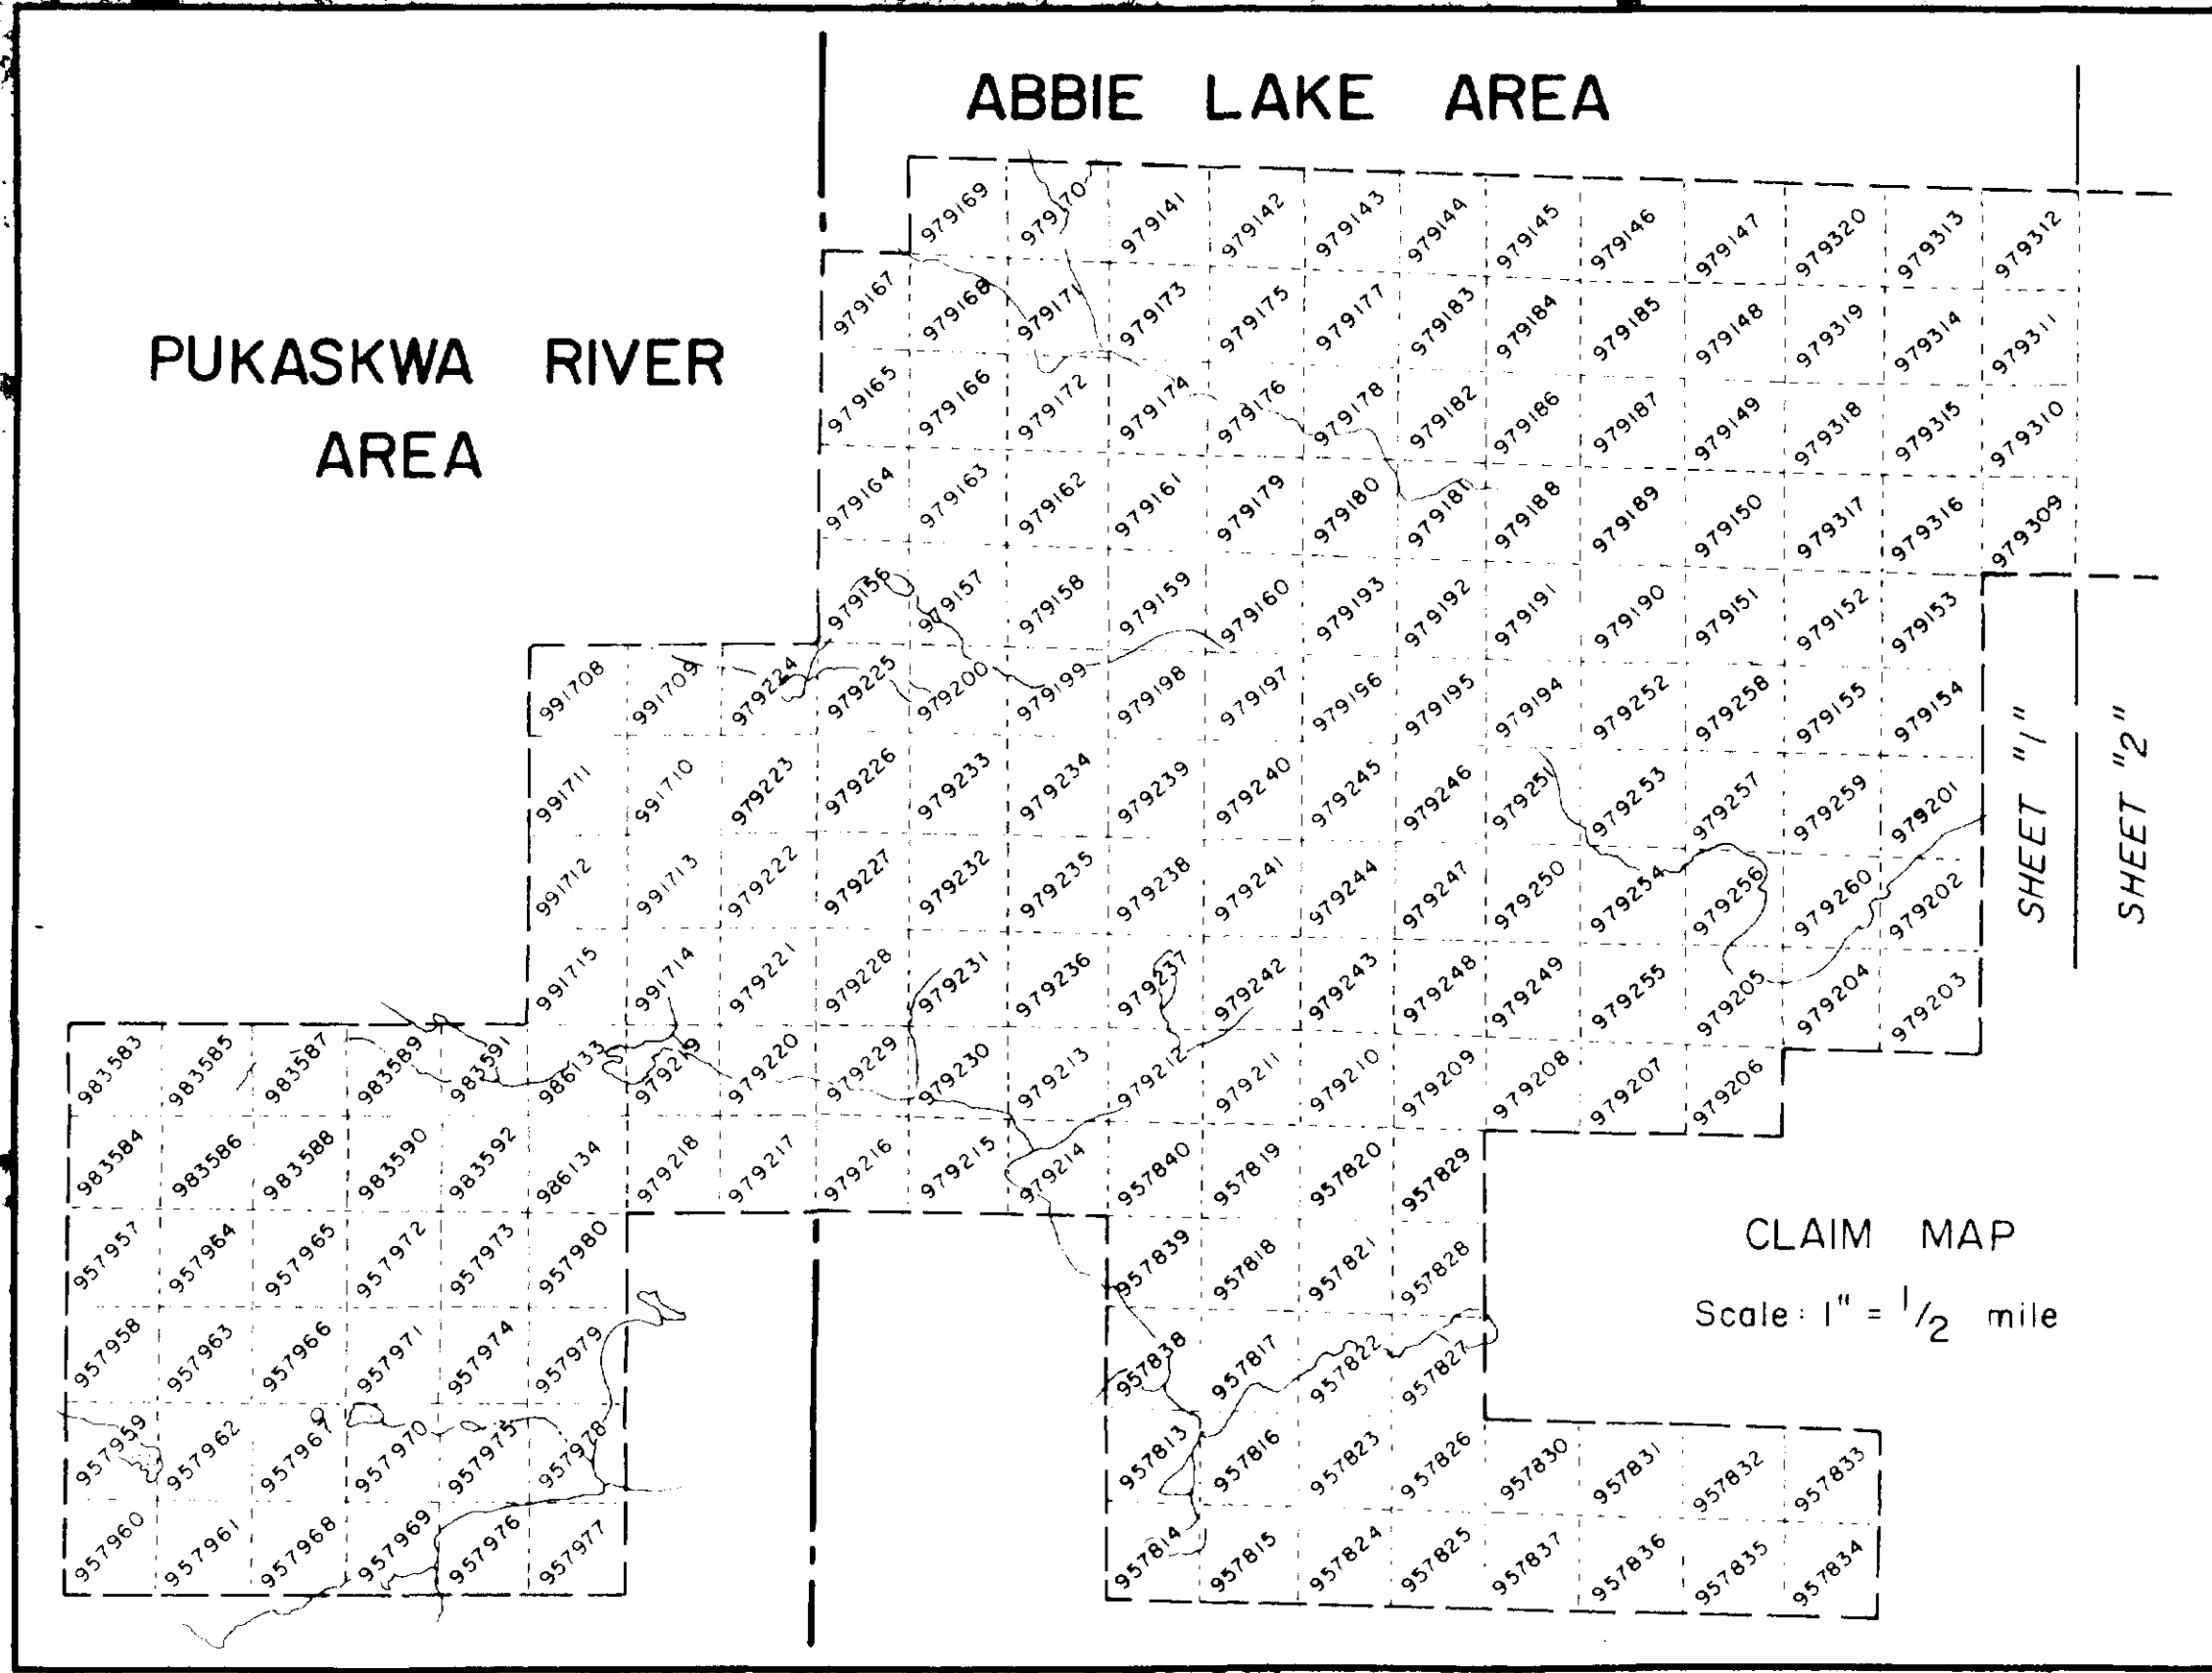 ABBIE LAKE AREA
PUKASKWA RIVER
AREA
979169 979170 979141 979142 979143 979144 979145 979146 979147 979320 979313 979312
979167 979168 979171 979173 979175 979177 979183 979184 979185 979148 979319 979314 979311
979165 979166 979172 979174 979176 979178 979182 979186 979187 979149 979318 979315 979310
979164 979163 979162 979161 979179 979180 979181 979188 979189 979150 979317 979316 979309
979156 979157 979158 979159 979160 979193 979192 979191 979190 979151 979152 979153
991708 991709 979224 979225 979200 979199 979198 979197 979196 979195 979194 979252 979258 979155 979154
991711 991710 979223 979226 979233 979234 979239 979240 979245 979246 979251 979253 979257 979259 979201
991712 991713 979222 979227 979232 979235 979238 979241 979244 979247 979250 979254 979256 979260 979202
991715 991714 979221 979228 979231 979236 979237 979242 979243 979248 979249 979255 979205 979204 979203
983583 983585 983587 983589 983591 986133 979219 979220 979229 979230 979213 979212 979211 979210 979209 979208 979207 979206
983584 983586 983588 983590 983592 986134 979218 979217 979216 979215 979214 957840 957819 957820 957829
957957 957964 957965 957972 957973 957980 957839 957818 957821 957828
957958 957963 957966 957971 957974 957979 957838 957817 957822 957827
957959 957962 957967 957970 957975 957978 957813 957816 957823 957826 957830 957831 957832 957833
957960 957961 957968 957969 957976 957977 957814 957815 957824 957825 957837 957836 957835 957834
SHEET "1"
SHEET "2"
CLAIM MAP
Scale: 1" = 1/2 mile